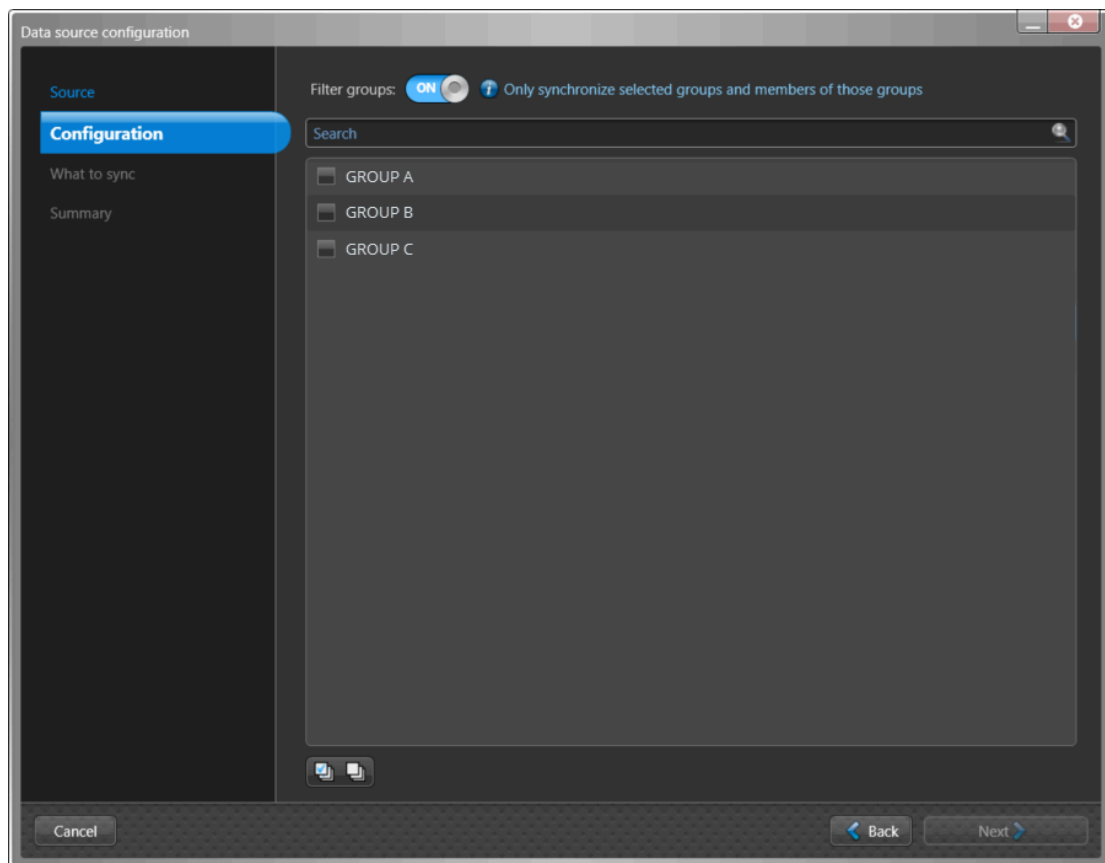 Data source configuration
Source
Configuration
What to sync
Summary
Filter groups: ON Only synchronize selected groups and members of those groups
Search
GROUP A
GROUP B
GROUP C
Cancel
Back
Next